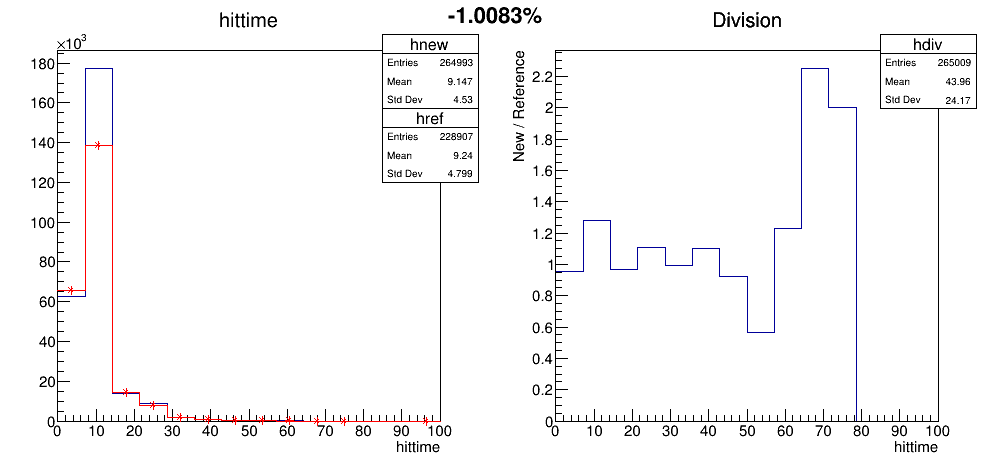 -1.0083%
hittime
×10³
180
160
140
120
100
80
60
40
20
0
0 10 20 30 40 50 60 70 80 90 100
hittime
hnew
Entries 264993
Mean 9.147
Std Dev 4.53
href
Entries 228907
Mean 9.24
Std Dev 4.799
Division
New / Reference
2.2
2
1.8
1.6
1.4
1.2
1
0.8
0.6
0.4
0.2
0
0 10 20 30 40 50 60 70 80 90 100
hittime
hdiv
Entries 265009
Mean 43.96
Std Dev 24.17